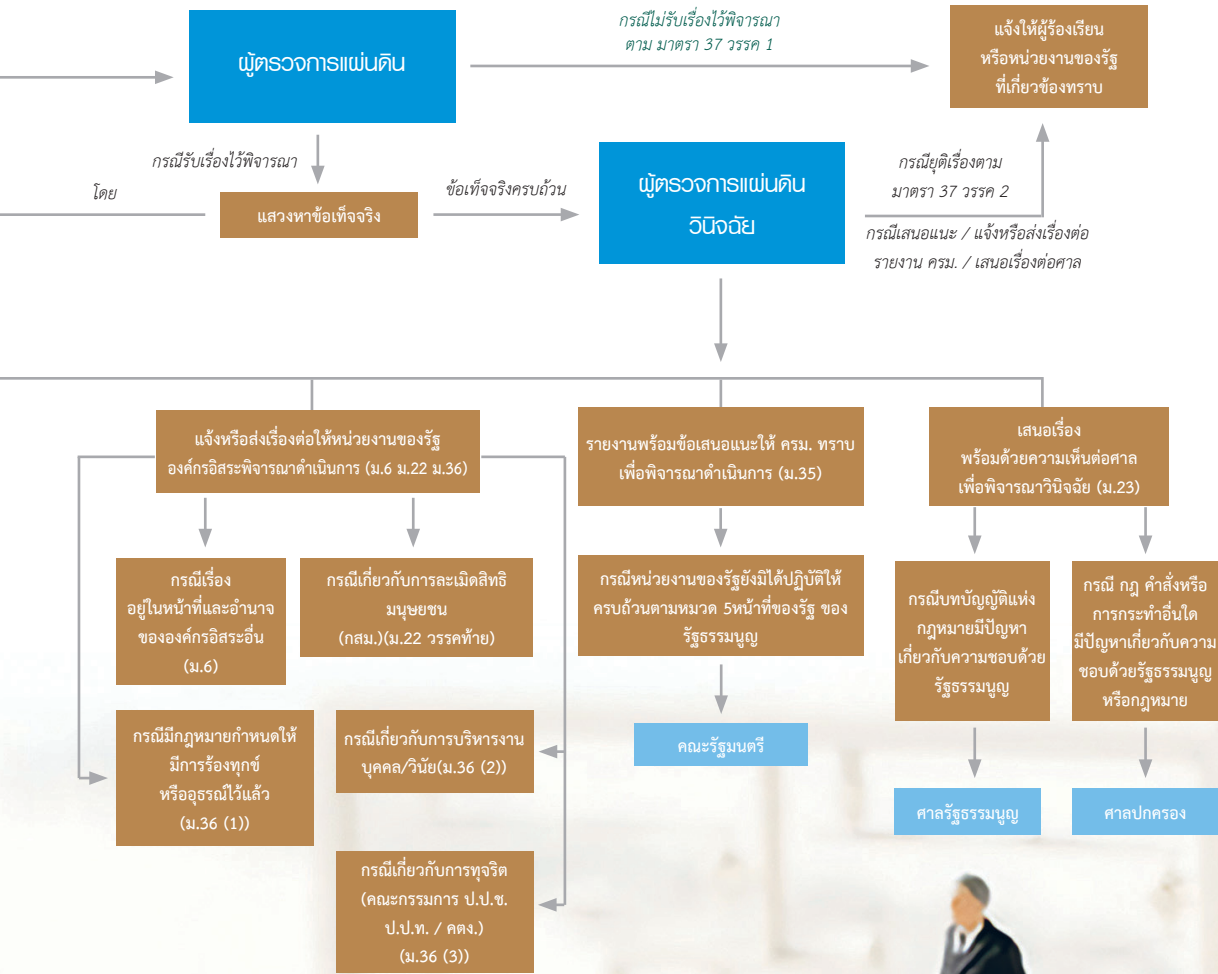 กรณีไม่รับเรื่องไว้พิจารณา
ตาม มาตรา 37 วรรค 1
ผู้ตรวจการแผ่นดิน
แจ้งให้ผู้ร้องเรียน
หรือหน่วยงานของรัฐ
ที่เกี่ยวข้องทราบ
กรณีรับเรื่องไว้พิจารณา
โดย
แสวงหาข้อเท็จจริง
ข้อเท็จจริงครบถ้วน
ผู้ตรวจการแผ่นดิน
วินิจฉัย
กรณียุติเรื่องตาม
มาตรา 37 วรรค 2
กรณีเสนอแนะ / แจ้งหรือส่งเรื่องต่อ
รายงาน ครม. / เสนอเรื่องต่อศาล
แจ้งหรือส่งเรื่องต่อให้หน่วยงานของรัฐ
องค์กรอิสระพิจารณาดำเนินการ (ม.6 ม.22 ม.36)
รายงานพร้อมข้อเสนอแนะให้ ครม. ทราบ
เพื่อพิจารณาดำเนินการ (ม.35)
เสนอเรื่อง
พร้อมด้วยความเห็นต่อศาล
เพื่อพิจารณาวินิจฉัย (ม.23)
กรณีเรื่อง
อยู่ในหน้าที่และอำนาจ
ขององค์กรอิสระอื่น
(ม.6)
กรณีเกี่ยวกับการละเมิดสิทธิ
มนุษยชน
(กสม.)(ม.22 วรรคท้าย)
กรณีหน่วยงานของรัฐยังมิได้ปฏิบัติให้
ครบถ้วนตามหมวด 5หน้าที่ของรัฐ ของ
รัฐธรรมนูญ
กรณีบทบัญญัติแห่ง
กฎหมายมีปัญหา
เกี่ยวกับความชอบด้วย
รัฐธรรมนูญ
กรณี กฎ คำสั่งหรือ
การกระทำอื่นใด
มีปัญหาเกี่ยวกับความ
ชอบด้วยรัฐธรรมนูญ
หรือกฎหมาย
กรณีมีกฎหมายกำหนดให้
มีการร้องทุกข์
หรืออุธรณ์ไว้แล้ว
(ม.36 (1))
กรณีเกี่ยวกับการบริหารงาน
บุคคล/วินัย(ม.36 (2))
คณะรัฐมนตรี
ศาลรัฐธรรมนูญ
ศาลปกครอง
กรณีเกี่ยวกับการทุจริต
(คณะกรรมการ ป.ป.ช.
ป.ป.ท. / คตง.)
(ม.36 (3))